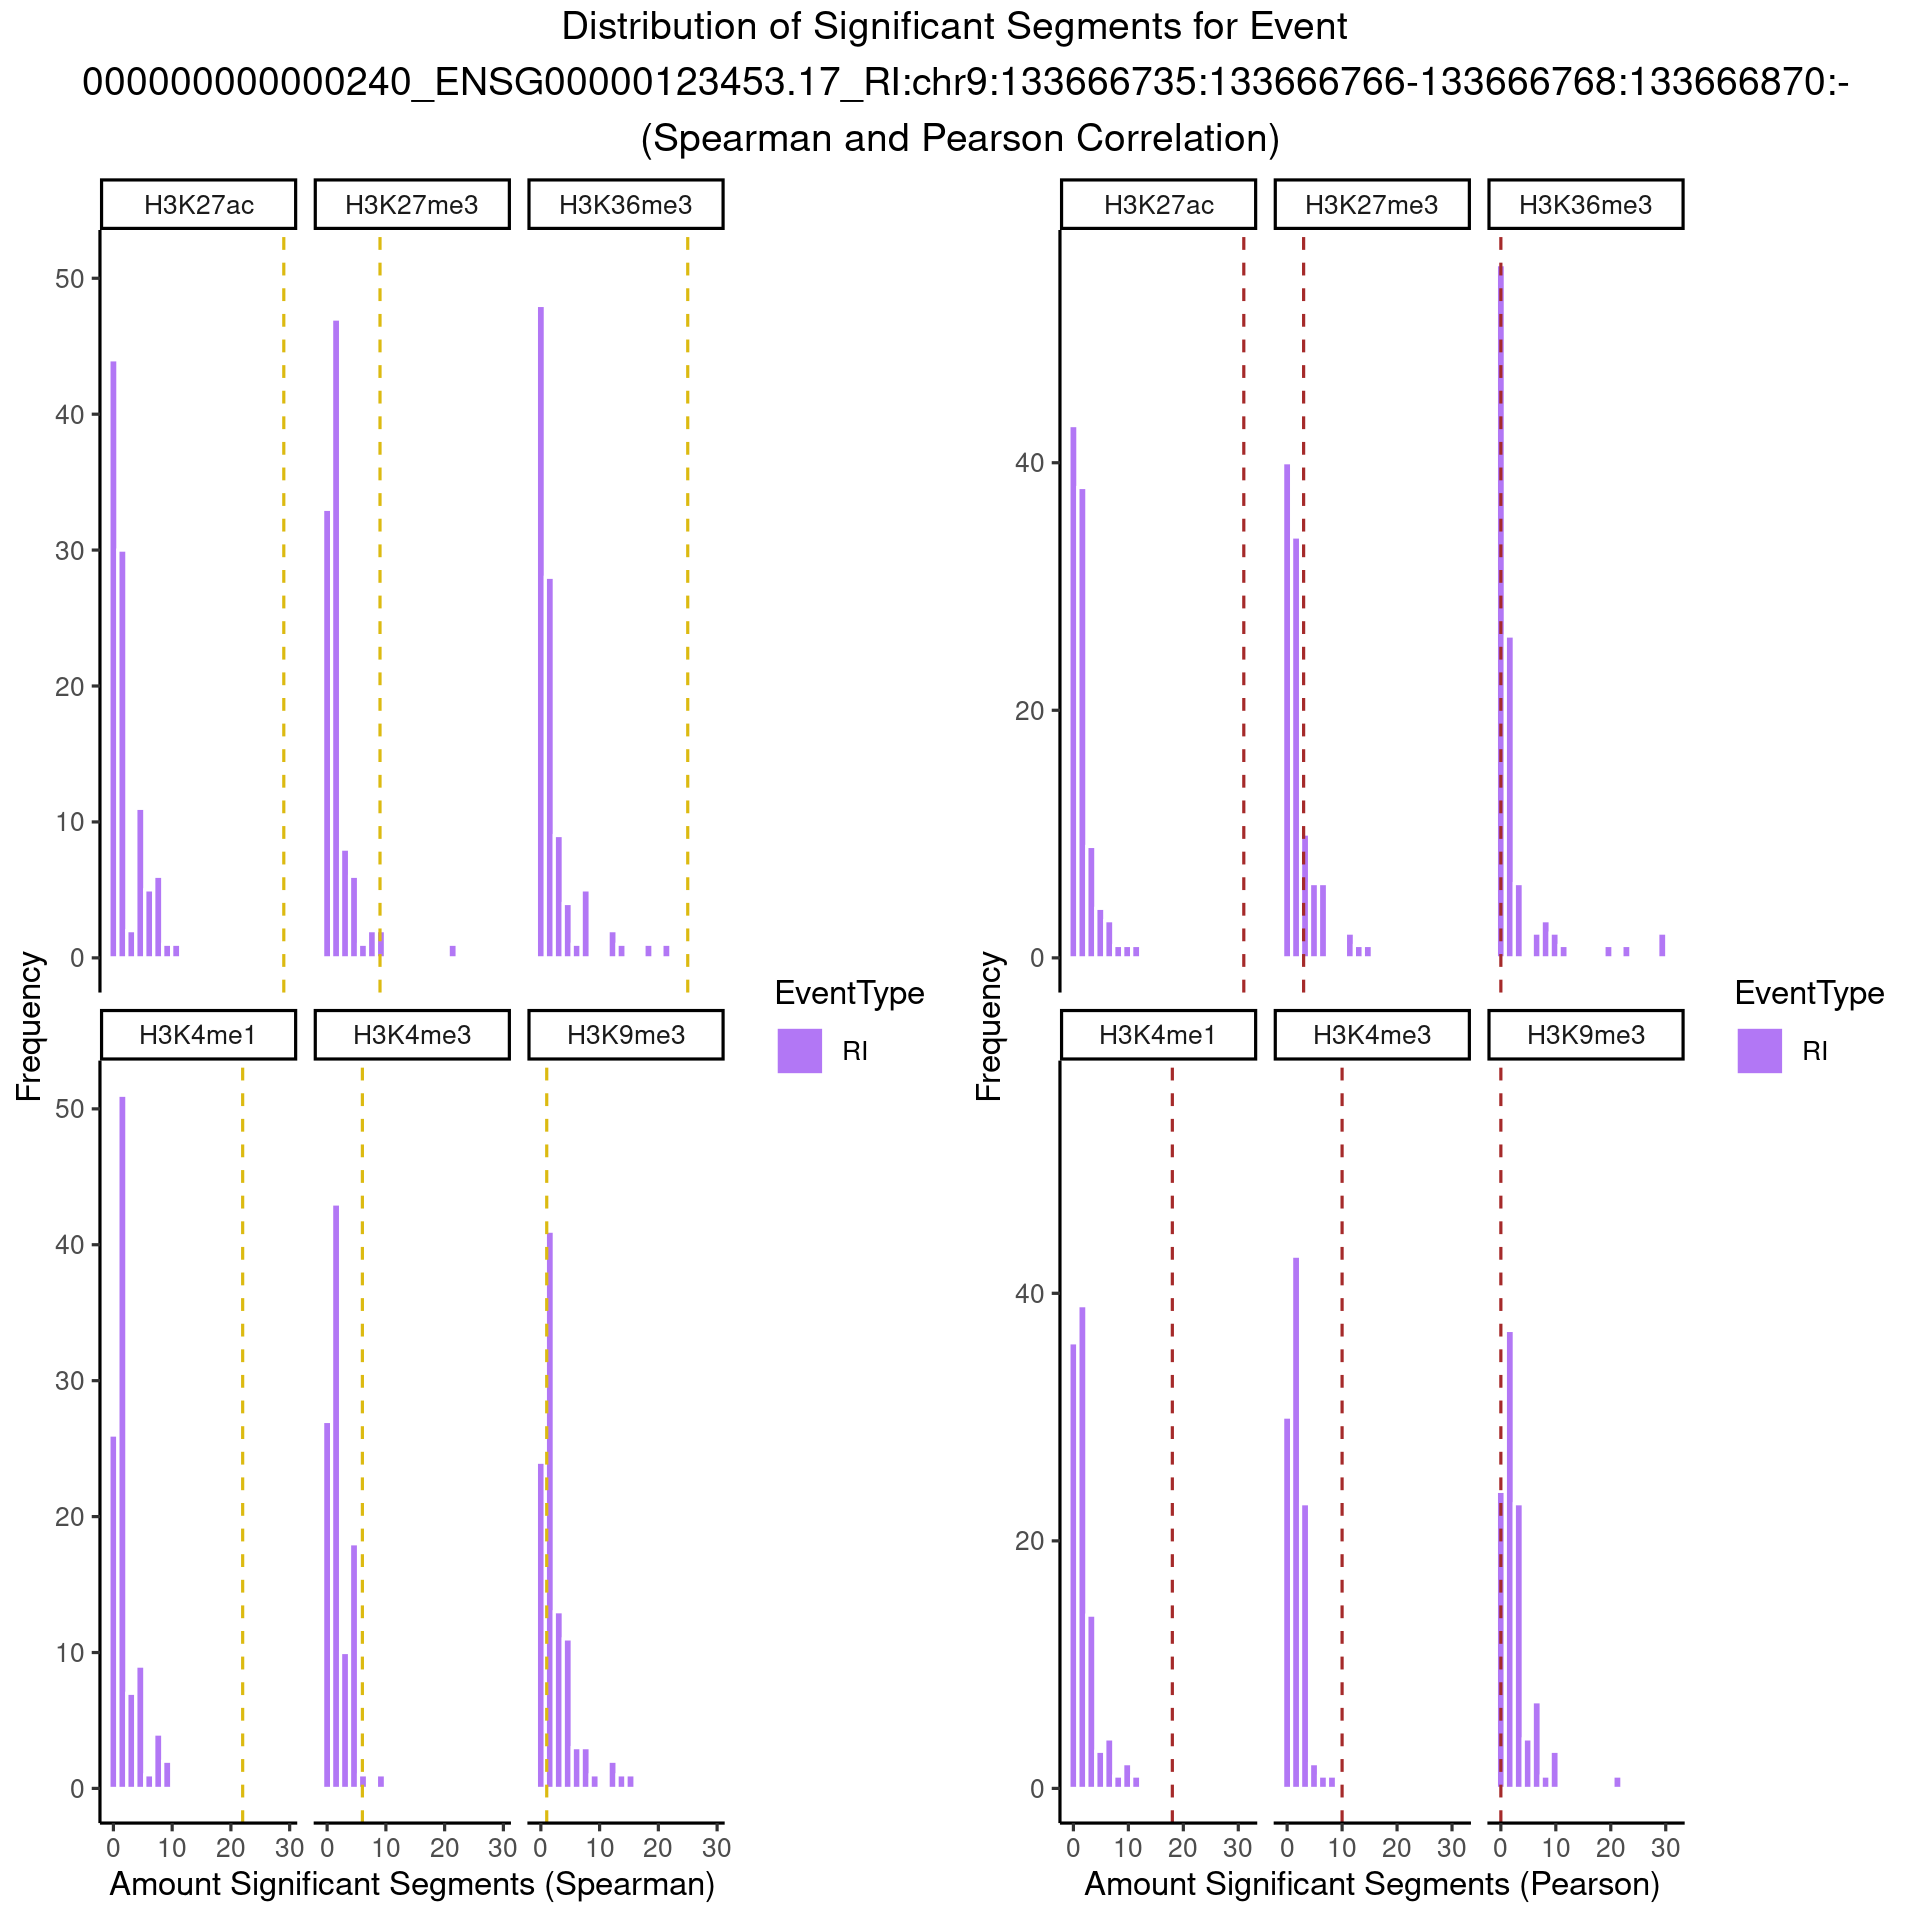 Distribution of Significant Segments for Event
000000000000240_ENSG00000123453.17_RI:chr9:133666735:133666766-133666768:133666870:-
(Spearman and Pearson Correlation)
H3K27ac H3K27me3 H3K36me3
50
40
30
20
10
0
H3K4me1 H3K4me3 H3K9me3
50
40
30
20
10
0
0 10 20 30 0 10 20 30 0 10 20 30
Frequency
Amount Significant Segments (Spearman)
EventType
RI
H3K27ac H3K27me3 H3K36me3
40
20
0
H3K4me1 H3K4me3 H3K9me3
40
20
0
0 10 20 30 0 10 20 30 0 10 20 30
Frequency
Amount Significant Segments (Pearson)
EventType
RI